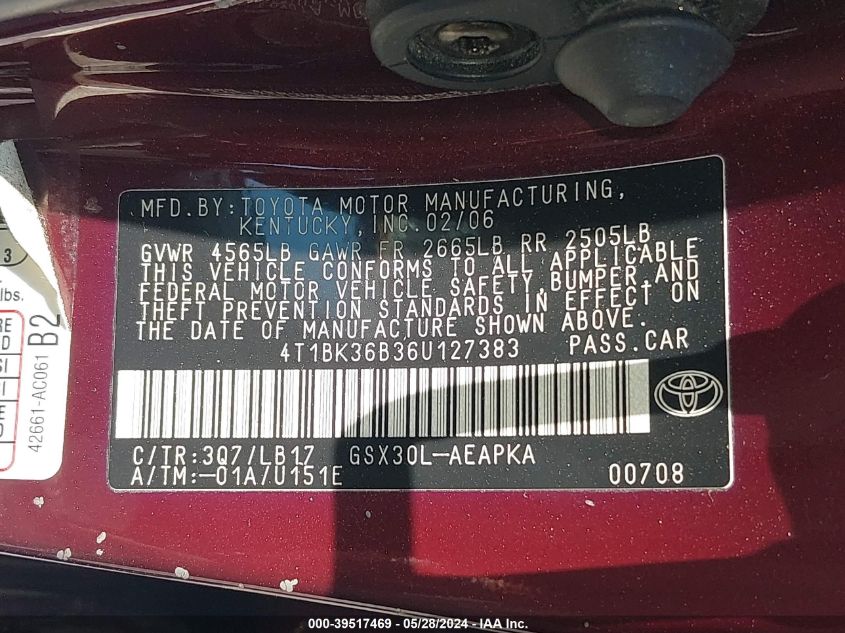 MFD.BY:TOYOTA MOTOR MANUFACTURING,
KENTUCKY, INC. 02/06
GVWR 4565LB GAWR FR 2665LB RR 2505LB
THIS VEHICLE CONFORMS TO ALL APPLICABLE
FEDERAL MOTOR VEHICLE SAFETY, BUMPER, AND
THEFT PREVENTION STANDARDS IN EFFECT ON
THE DATE OF MANUFACTURE SHOWN ABOVE.
4T1BK36B36U127383 PASS.CAR
C/TR:3Q7/LB17 GSX30L-AEAPKA
A/TM:-01A/U151E 00708
3
lbs.
42661-AC061 B2
000-39517469 - 05/28/2024 - IAA Inc.